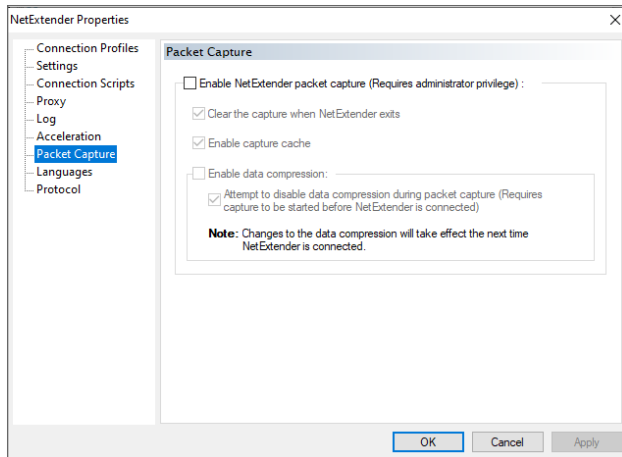 NetExtender Properties
Connection Profiles
Settings
Connection Scripts
Proxy
Log
Acceleration
Packet Capture
Languages
Protocol
Packet Capture
Enable NetExtender packet capture (Requires administrator privilege) :
Clear the capture when NetExtender exits
Enable capture cache
Enable data compression:
Attempt to disable data compression during packet capture (Requires
capture to be started before NetExtender is connected)
Note: Changes to the data compression will take effect the next time
NetExtender is connected.
OK
Cancel
Apply